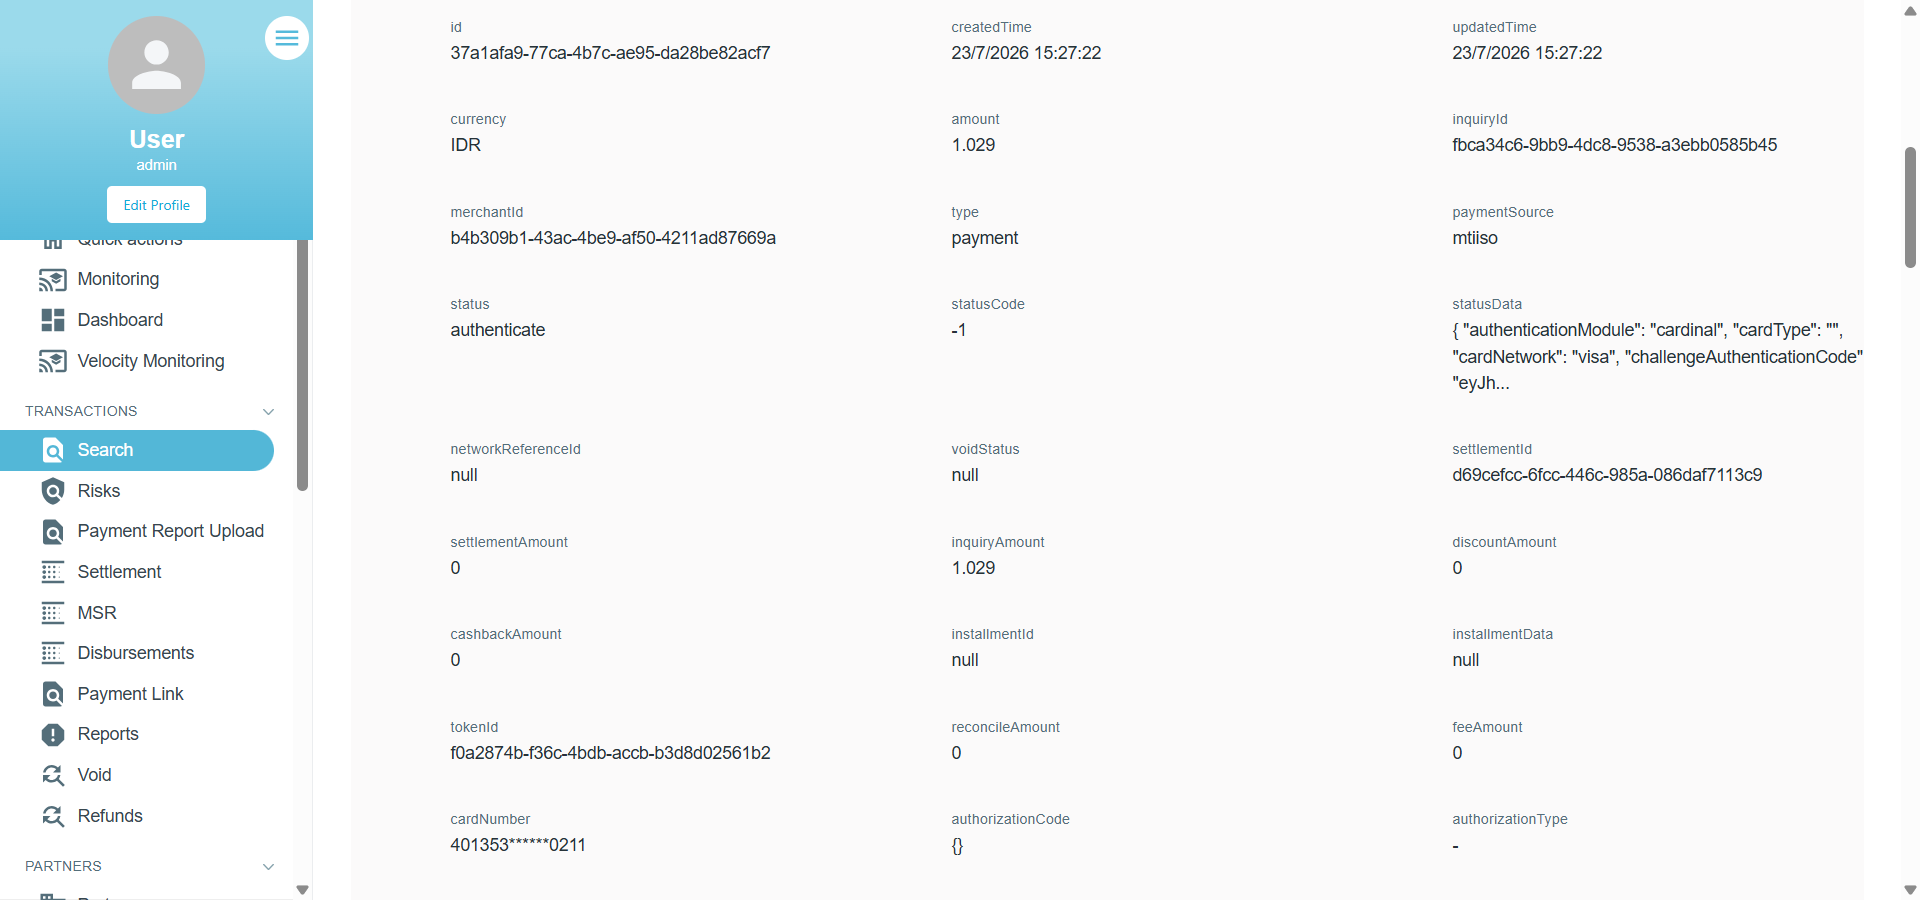 User
admin
Edit Profile
Quick actions
Monitoring
Dashboard
Velocity Monitoring
TRANSACTIONS
Search
Risks
Payment Report Upload
Settlement
MSR
Disbursements
Payment Link
Reports
Void
Refunds
PARTNERS
id
37a1afa9-77ca-4b7c-ae95-da28be82acf7
createdTime
23/7/2026 15:27:22
updatedTime
23/7/2026 15:27:22
currency
IDR
amount
1.029
inquiryId
fbca34c6-9bb9-4dc8-9538-a3ebb0585b45
merchantId
b4b309b1-43ac-4be9-af50-4211ad87669a
type
payment
paymentSource
mtiiso
status
authenticate
statusCode
-1
statusData
{ "authenticationModule": "cardinal", "cardType": "",
"cardNetwork": "visa", "challengeAuthenticationCode"
"eyJh...
networkReferenceId
null
voidStatus
null
settlementId
d69cefcc-6fcc-446c-985a-086daf7113c9
settlementAmount
0
inquiryAmount
1.029
discountAmount
0
cashbackAmount
0
installmentId
null
installmentData
null
tokenId
f0a2874b-f36c-4bdb-accb-b3d8d02561b2
reconcileAmount
0
feeAmount
0
cardNumber
401353******0211
authorizationCode
{}
authorizationType
-